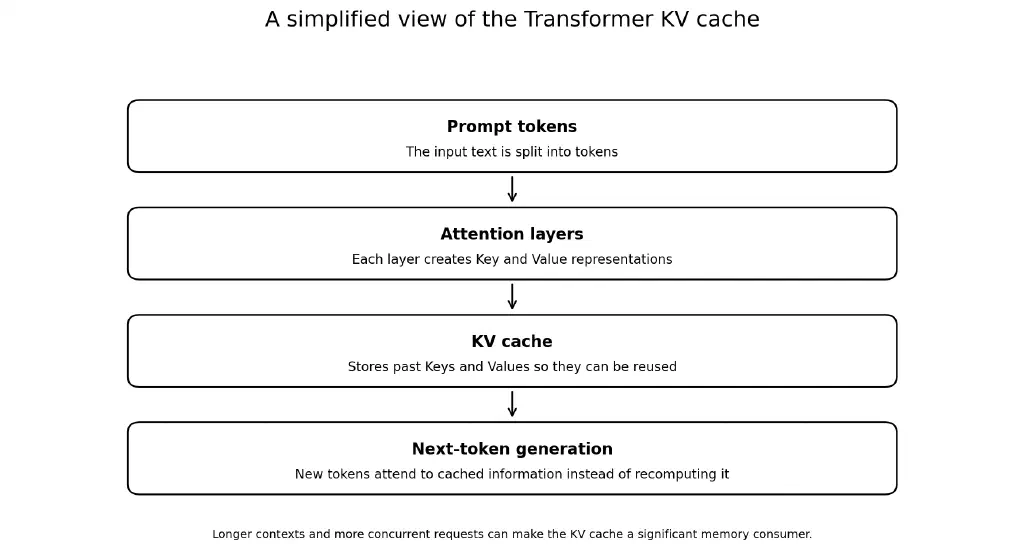 A simplified view of the Transformer KV cache
Prompt tokens
The input text is split into tokens
Attention layers
Each layer creates Key and Value representations
KV cache
Stores past Keys and Values so they can be reused
Next-token generation
New tokens attend to cached information instead of recomputing it
Longer contexts and more concurrent requests can make the KV cache a significant memory consumer.